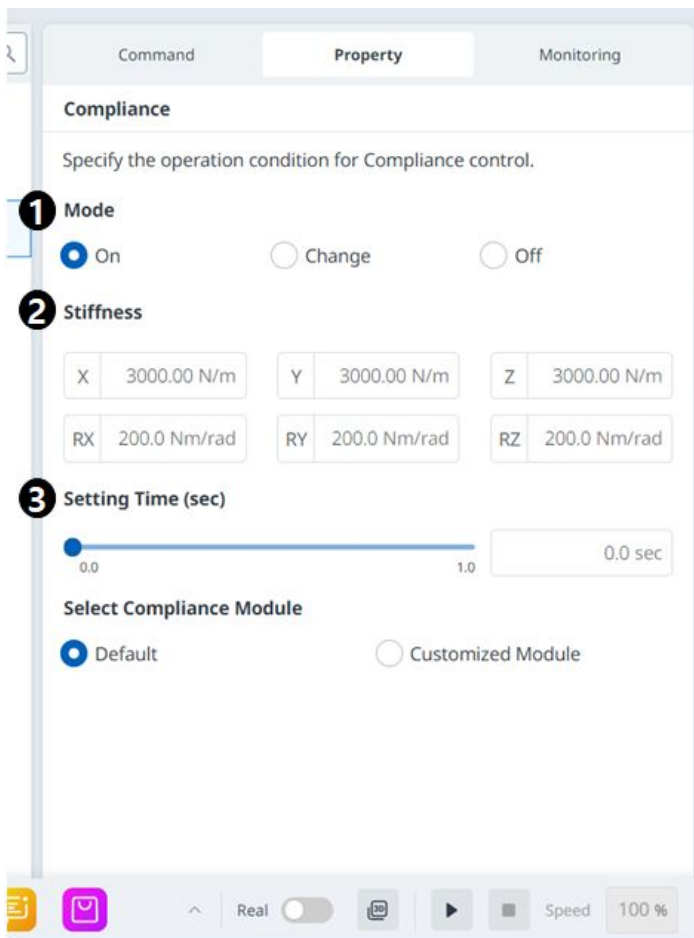 Command Property Monitoring
Compliance
Specify the operation condition for Compliance control.
1 Mode
On Change Off
2 Stiffness
X 3000.00 N/m Y 3000.00 N/m Z 3000.00 N/m
RX 200.0 Nm/rad RY 200.0 Nm/rad RZ 200.0 Nm/rad
3 Setting Time (sec)
0.0 sec
0.0 1.0
Select Compliance Module
Default Customized Module
Real 3D Speed 100 %